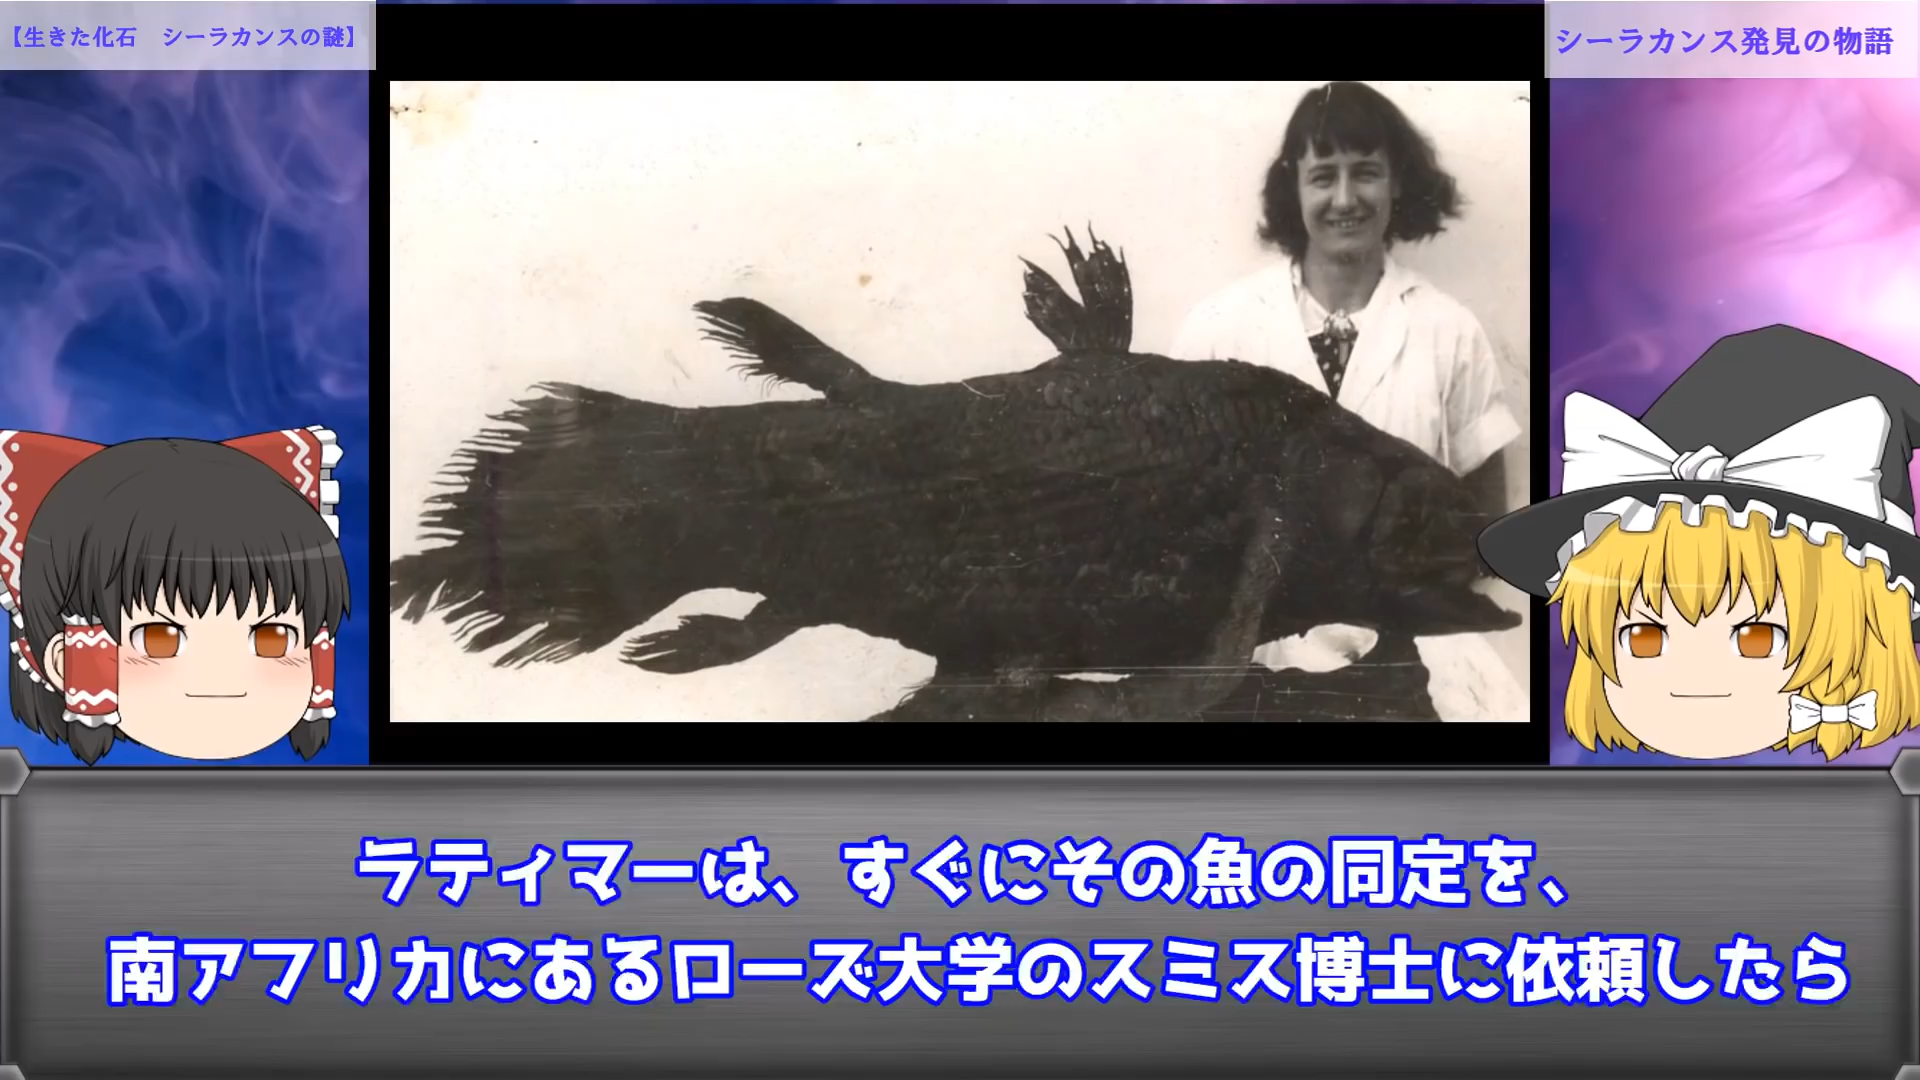 【生きた化石　シーラカンスの謎】
シーラカンス発見の物語
ラティマーは、すぐにその魚の同定を、
南アフリカにあるローズ大学のスミス博士に依頼したら